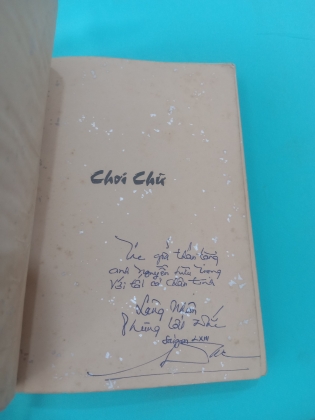 Chơi Chữ
Tác giả thân tặng
anh Nguyễn Hữu Trọng
Với tất cả chân tình
Lãng Nhân
Phùng Tất Đắc
Saigon